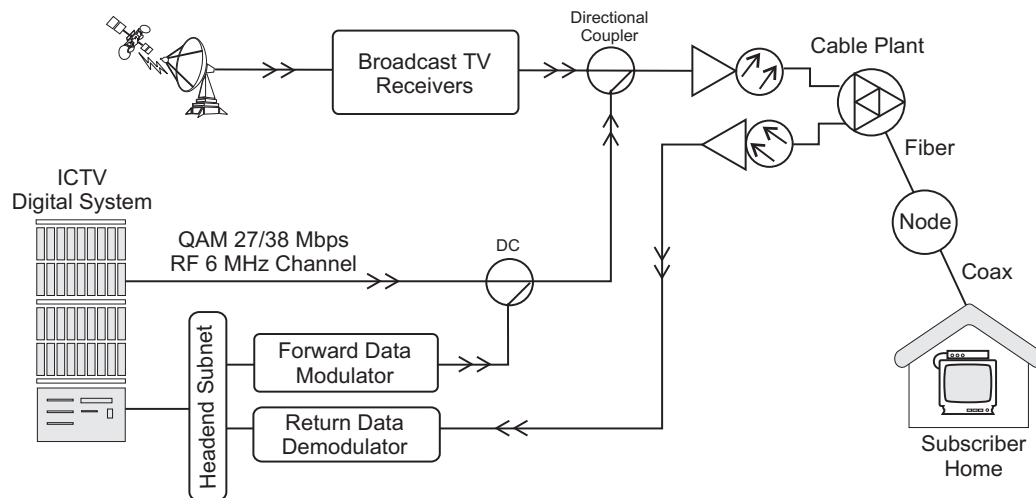 Directional
Coupler
Cable Plant
Broadcast TV
Receivers
Fiber
ICTV
Digital System
Node
QAM 27/38 Mbps
RF 6 MHz Channel
DC
Coax
Headend Subnet
Forward Data
Modulator
Return Data
Demodulator
Subscriber
Home